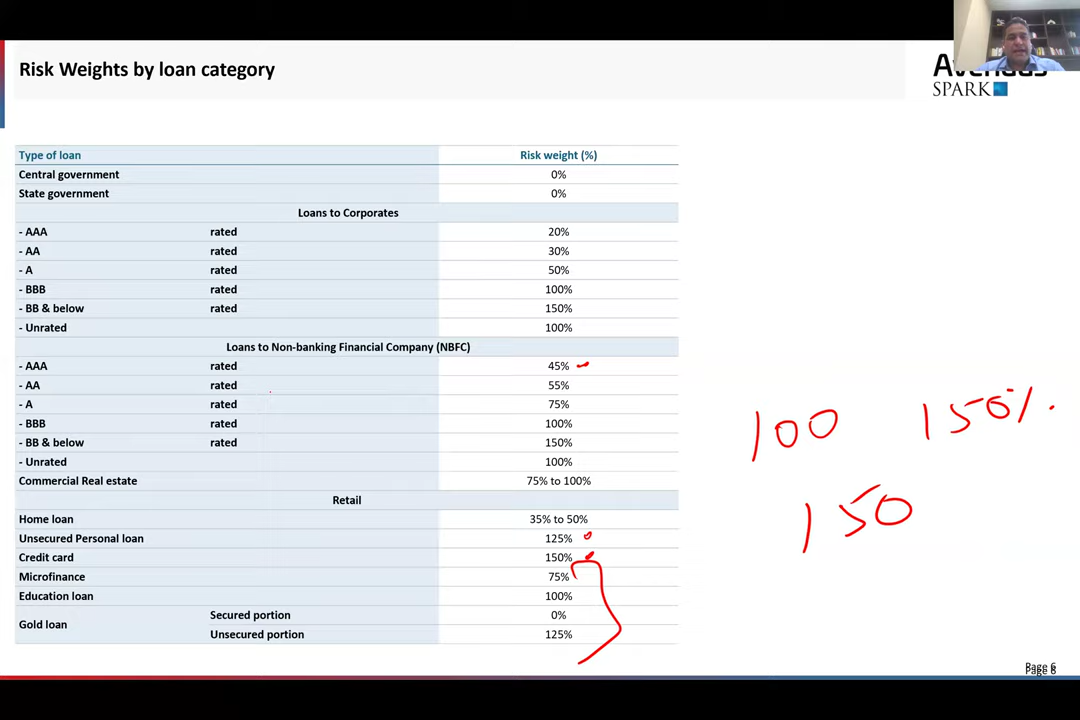 Risk Weights by loan category
SPARK
Type of loan Risk weight (%)
Central government 0%
State government 0%
Loans to Corporates
- AAA rated 20%
- AA rated 30%
- A rated 50%
- BBB rated 100%
- BB & below rated 150%
- Unrated 100%
Loans to Non-banking Financial Company (NBFC)
- AAA rated 45%
- AA rated 55%
- A rated 75%
- BBB rated 100%
- BB & below rated 150%
- Unrated 100%
Commercial Real estate 75% to 100%
Retail
Home loan 35% to 50%
Unsecured Personal loan 125%
Credit card 150%
Microfinance 75%
Education loan 100%
Gold loan Secured portion 0%
Unsecured portion 125%
100 150%
150
Page 6
Page 8